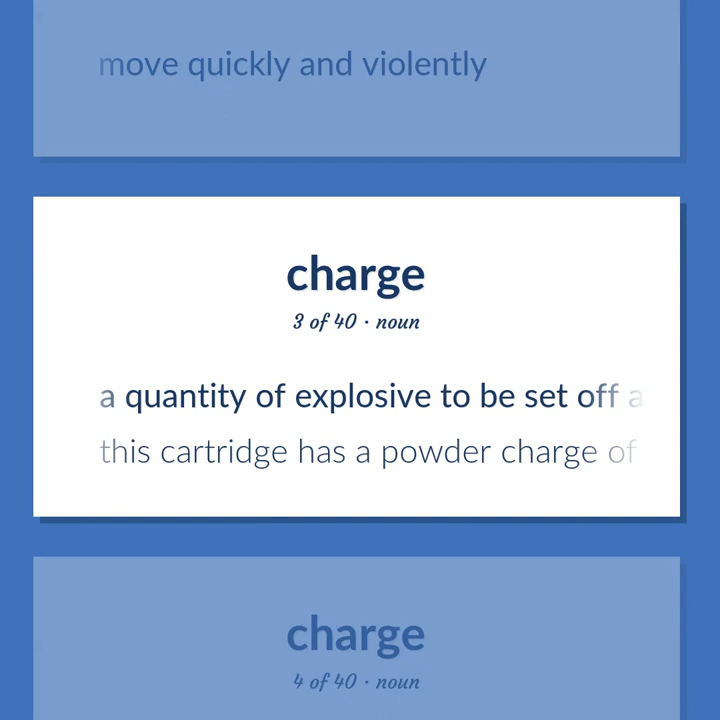 move quickly and violently
charge
3 of 40 · noun
a quantity of explosive to be set off a
this cartridge has a powder charge of
charge
4 of 40 · noun